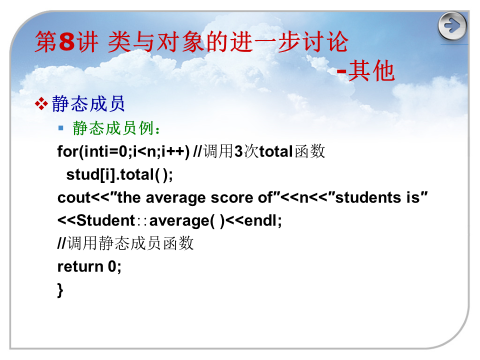 第8讲 类与对象的进一步讨论
-其他
静态成员
静态成员例：
for(inti=0;i<n;i++) //调用3次total函数
stud[i].total( );
cout<<″the average score of″<<n<<″students is″
<<Student∷average( )<<endl;
//调用静态成员函数
return 0;
}